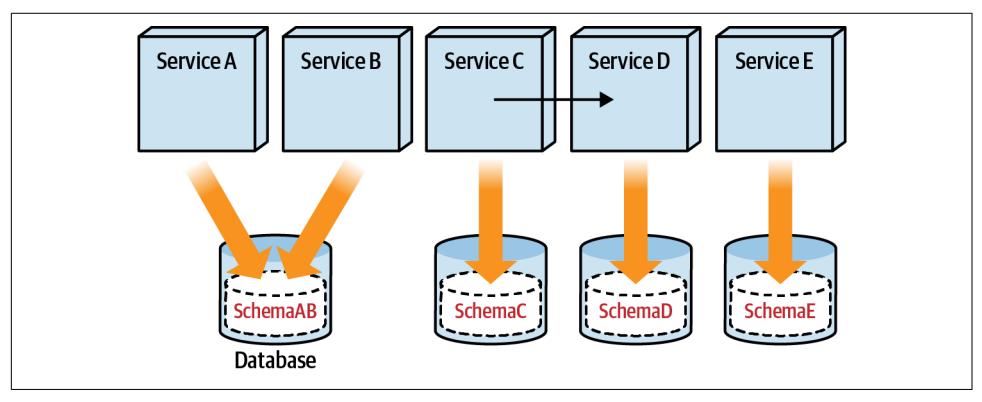 Service A
Service B
Service C
Service D
Service E
SchemaAB
SchemaC
SchemaD
SchemaE
Database